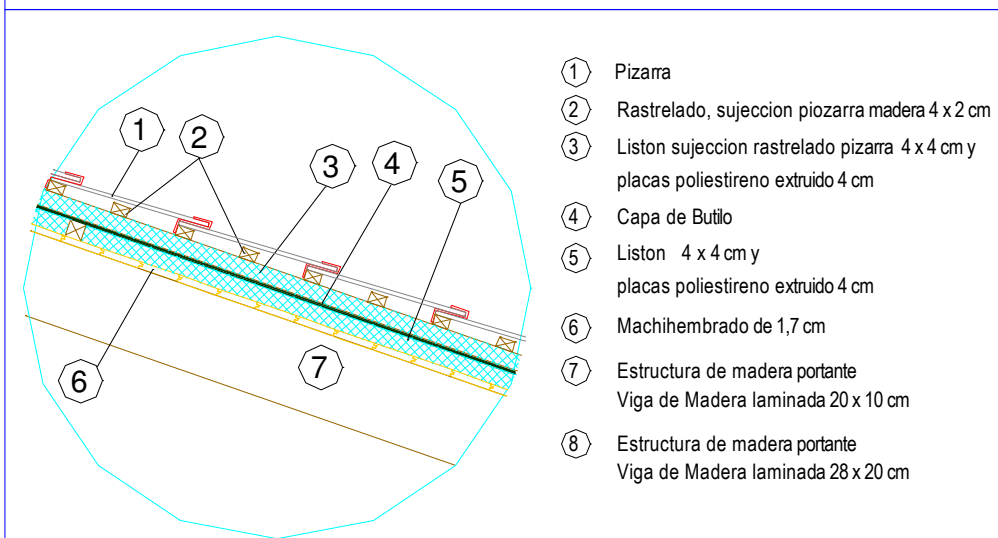 1 Pizarra
2 Rastrelado, sujeccion piozarra madera 4 x 2 cm
3 Liston sujeccion rastrelado pizarra 4 x 4 cm y
placas poliestireno extruido 4 cm
4 Capa de Butilo
5 Liston 4 x 4 cm y
placas poliestireno extruido 4 cm
6 Machihembrado de 1,7 cm
7 Estructura de madera portante
Viga de Madera laminada 20 x 10 cm
8 Estructura de madera portante
Viga de Madera laminada 28 x 20 cm
1
2
3
4
5
6
7